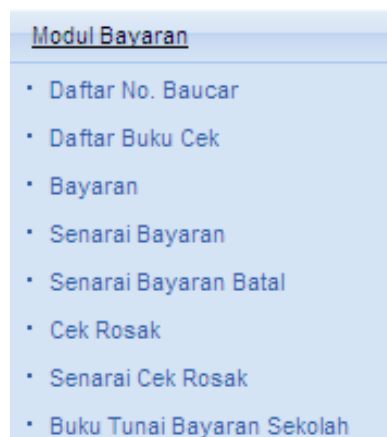 Modul Bayaran
• Daftar No. Baucar
• Daftar Buku Cek
• Bayaran
• Senarai Bayaran
• Senarai Bayaran Batal
• Cek Rosak
• Senarai Cek Rosak
• Buku Tunai Bayaran Sekolah